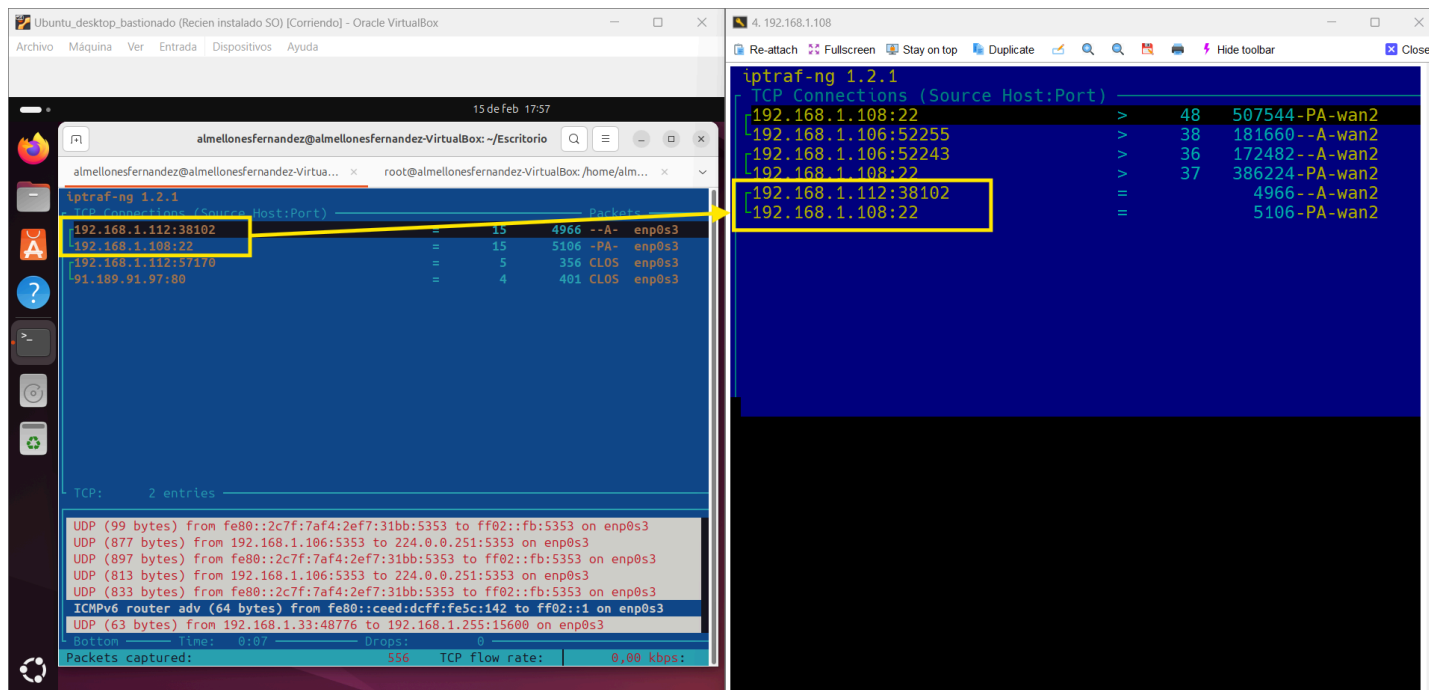 Ubuntu_desktop_bastionado (Recien instalado SO) [Corriendo] - Oracle VirtualBox
Archivo Máquina Ver Entrada Dispositivos Ayuda
15 de feb 17:57
almellonesfernandez@almellonesfernandez-VirtualBox: ~/Escritorio
almellonesfernandez@almellonesfernandez-Virtua... × root@almellonesfernandez-VirtualBox: /home/alm... ×
iptraf-ng 1.2.1
TCP Connections (Source Host:Port) Packets
192.168.1.112:38102 = 15 4966 --A- enp0s3
192.168.1.108:22 = 15 5106 -PA- enp0s3
192.168.1.112:57170 = 5 356 CLOS enp0s3
91.189.91.97:80 = 4 401 CLOS enp0s3
TCP: 2 entries
UDP (99 bytes) from fe80::2c7f:7af4:2ef7:31bb:5353 to ff02::fb:5353 on enp0s3
UDP (877 bytes) from 192.168.1.106:5353 to 224.0.0.251:5353 on enp0s3
UDP (897 bytes) from fe80::2c7f:7af4:2ef7:31bb:5353 to ff02::fb:5353 on enp0s3
UDP (813 bytes) from 192.168.1.106:5353 to 224.0.0.251:5353 on enp0s3
UDP (833 bytes) from fe80::2c7f:7af4:2ef7:31bb:5353 to ff02::fb:5353 on enp0s3
ICMPv6 router adv (64 bytes) from fe80::ceed:dcff:fe5c:142 to ff02::1 on enp0s3
UDP (63 bytes) from 192.168.1.33:48776 to 192.168.1.255:15600 on enp0s3
Bottom Time: 0:07 Drops: 0
Packets captured: 556 TCP flow rate: 0,00 kbps:
4. 192.168.1.108
Re-attach Fullscreen Stay on top Duplicate Hide toolbar Close
iptraf-ng 1.2.1
TCP Connections (Source Host:Port)
192.168.1.108:22 > 48 507544-PA-wan2
192.168.1.106:52255 > 38 181660--A-wan2
192.168.1.106:52243 > 36 172482--A-wan2
192.168.1.108:22 > 37 386224-PA-wan2
192.168.1.112:38102 = 4966--A-wan2
192.168.1.108:22 = 5106-PA-wan2